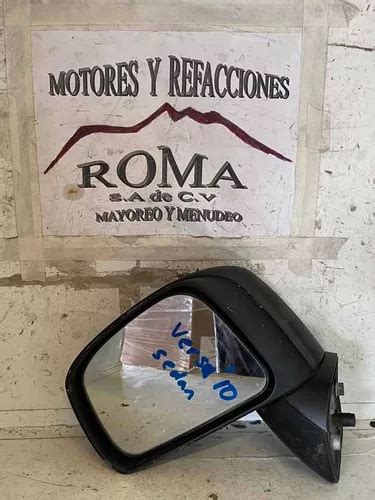 MOTORES Y REFACCIONES
ROMA
S.A de C.V
MAYOREO Y MENUDEO
Versa 10
sedan